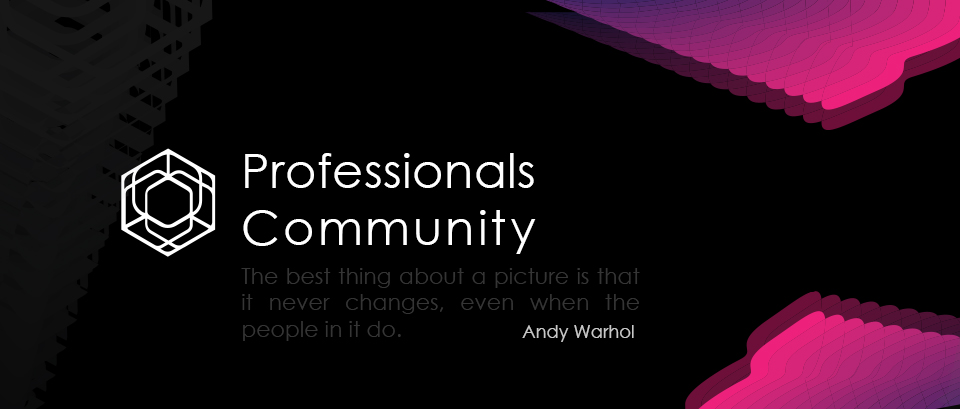 Professionals
Community
The best thing about a picture is that
it never changes, even when the
people in it do.
Andy Warhol